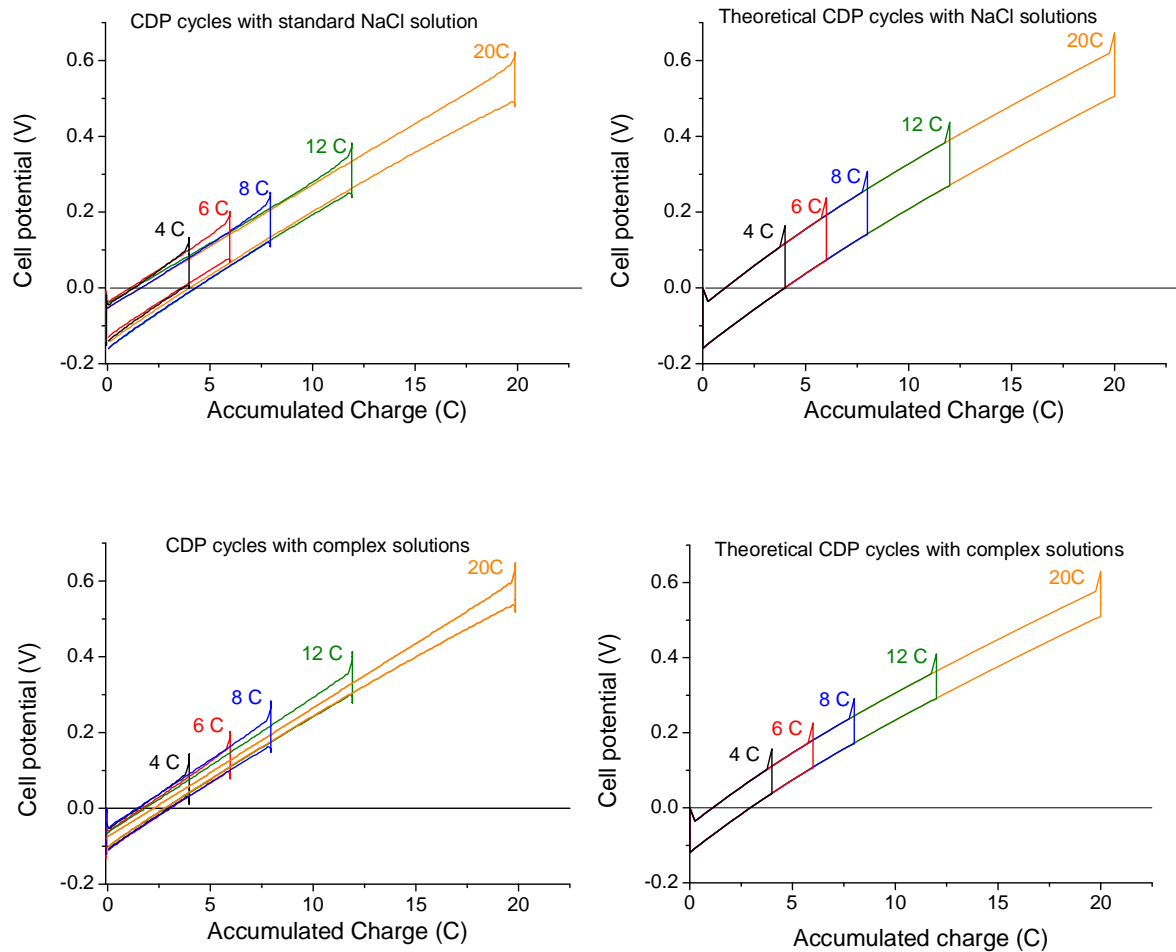 CDP cycles with standard NaCl solution
0.6
0.4
0.2
0.0
-0.2
Cell potential (V)
4 C
6 C
8 C
12 C
20C
0 5 10 15 20
Accumulated Charge (C)
Theoretical CDP cycles with NaCl solutions
0.6
0.4
0.2
0.0
-0.2
Cell potential (V)
4 C
6 C
8 C
12 C
20C
0 5 10 15 20
Accumulated Charge (C)
CDP cycles with complex solutions
0.6
0.4
0.2
0.0
-0.2
Cell potential (V)
4 C
6 C
8 C
12 C
20C
0 5 10 15 20
Accumulated Charge (C)
Theoretical CDP cycles with complex solutions
0.6
0.4
0.2
0.0
-0.2
Cell potential (V)
4 C
6 C
8 C
12 C
20C
0 5 10 15 20
Accumulated charge (C)